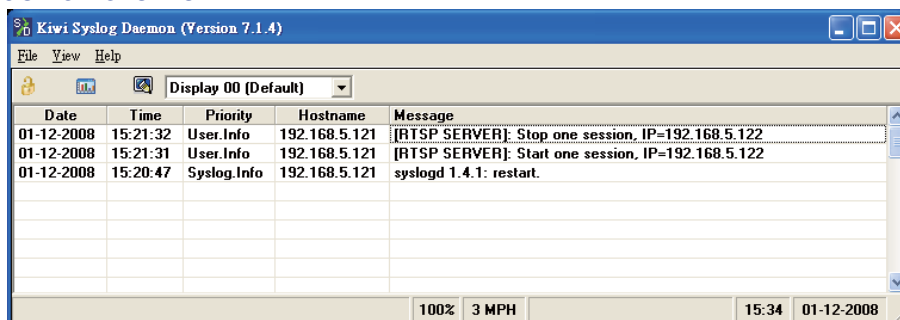 Kiwi Syslog Daemon (Version 7.1.4)
File View Help
Display 00 (Default)
Date Time Priority Hostname Message
01-12-2008 15:21:32 User.Info 192.168.5.121 [RTSP SERVER]: Stop one session, IP=192.168.5.122
01-12-2008 15:21:31 User.Info 192.168.5.121 [RTSP SERVER]: Start one session, IP=192.168.5.122
01-12-2008 15:20:47 Syslog.Info 192.168.5.121 syslogd 1.4.1: restart.
100% 3 MPH 15:34 01-12-2008